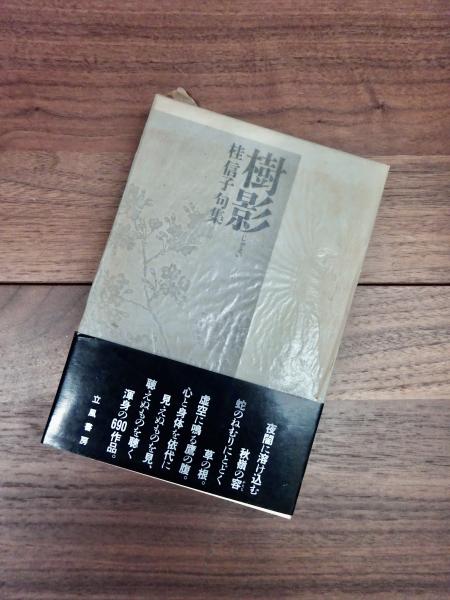 樹影
じゅえい
桂信子句集
夜闇に溶け込む
秋嶺の容
蛇のねむりにとどく
草の根。
虚空に鳴る鷹の腹。
心と身体を依代に
見えぬものを見、
聴えぬものを聴く
渾身の690作品。
立風書房